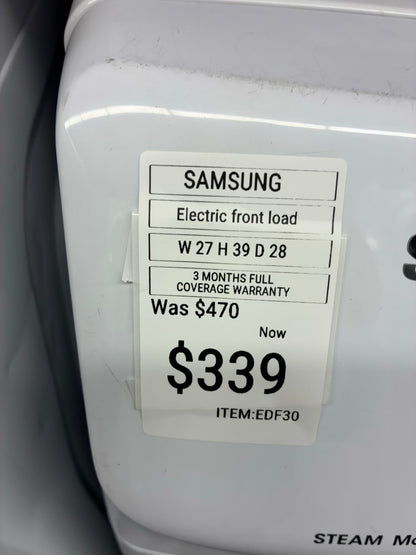 SAMSUNG
Electric front load
W 27 H 39 D 28
3 MONTHS FULL
COVERAGE WARRANTY
Was $470
Now
$339
ITEM:EDF30
STEAM